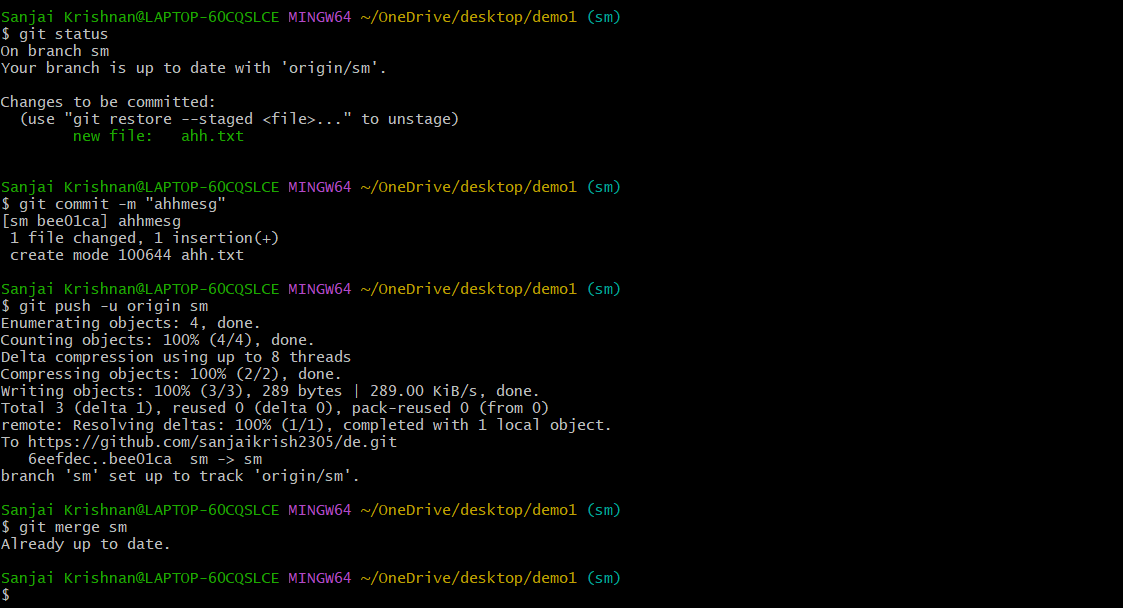 Sanjai Krishnan@LAPTOP-6OCQSLCE MINGW64 ~/OneDrive/desktop/demo1 (sm)
$ git status
On branch sm
Your branch is up to date with 'origin/sm'.
Changes to be committed:
  (use "git restore --staged <file>..." to unstage)
        new file:   ahh.txt
Sanjai Krishnan@LAPTOP-6OCQSLCE MINGW64 ~/OneDrive/desktop/demo1 (sm)
$ git commit -m "ahhmesg"
[sm bee01ca] ahhmesg
 1 file changed, 1 insertion(+)
 create mode 100644 ahh.txt
Sanjai Krishnan@LAPTOP-6OCQSLCE MINGW64 ~/OneDrive/desktop/demo1 (sm)
$ git push -u origin sm
Enumerating objects: 4, done.
Counting objects: 100% (4/4), done.
Delta compression using up to 8 threads
Compressing objects: 100% (2/2), done.
Writing objects: 100% (3/3), 289 bytes | 289.00 KiB/s, done.
Total 3 (delta 1), reused 0 (delta 0), pack-reused 0 (from 0)
remote: Resolving deltas: 100% (1/1), completed with 1 local object.
To https://github.com/sanjaikrish2305/de.git
   6eefdec..bee01ca  sm -> sm
branch 'sm' set up to track 'origin/sm'.
Sanjai Krishnan@LAPTOP-6OCQSLCE MINGW64 ~/OneDrive/desktop/demo1 (sm)
$ git merge sm
Already up to date.
Sanjai Krishnan@LAPTOP-6OCQSLCE MINGW64 ~/OneDrive/desktop/demo1 (sm)
$